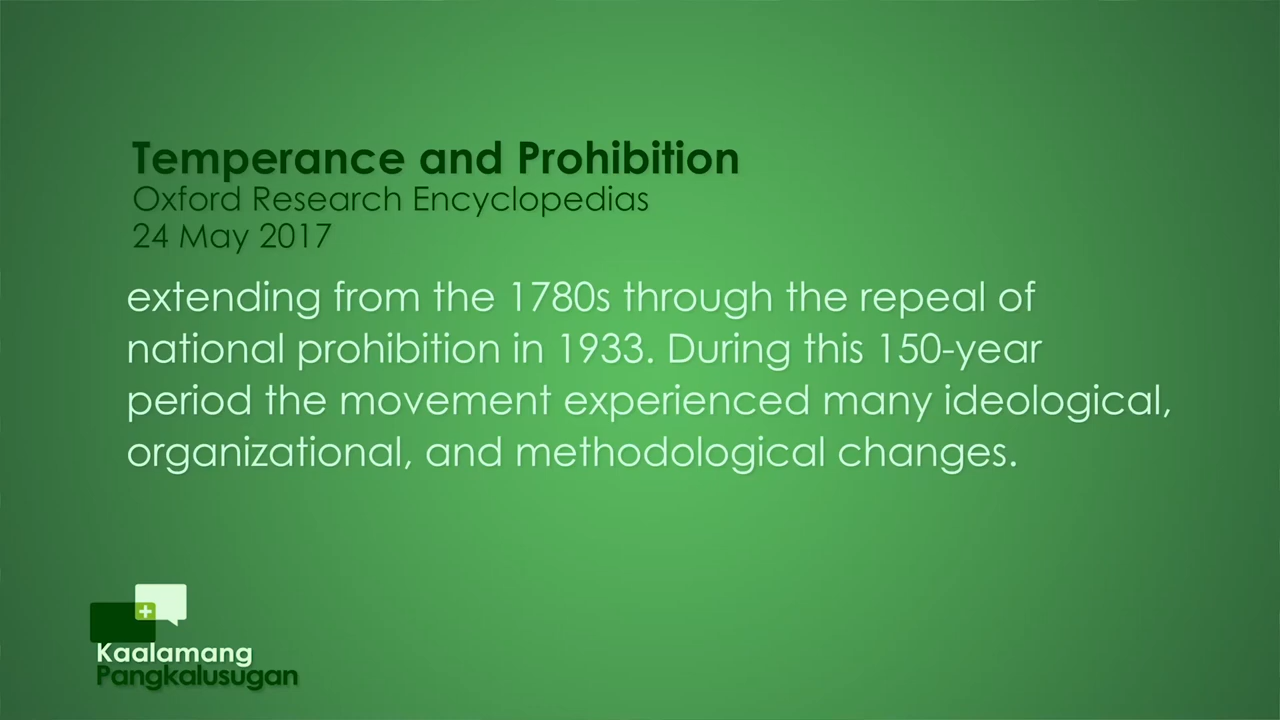 Temperance and Prohibition
Oxford Research Encyclopedias
24 May 2017
extending from the 1780s through the repeal of
national prohibition in 1933. During this 150-year
period the movement experienced many ideological,
organizational, and methodological changes.
Kaalamang
Pangkalusugan